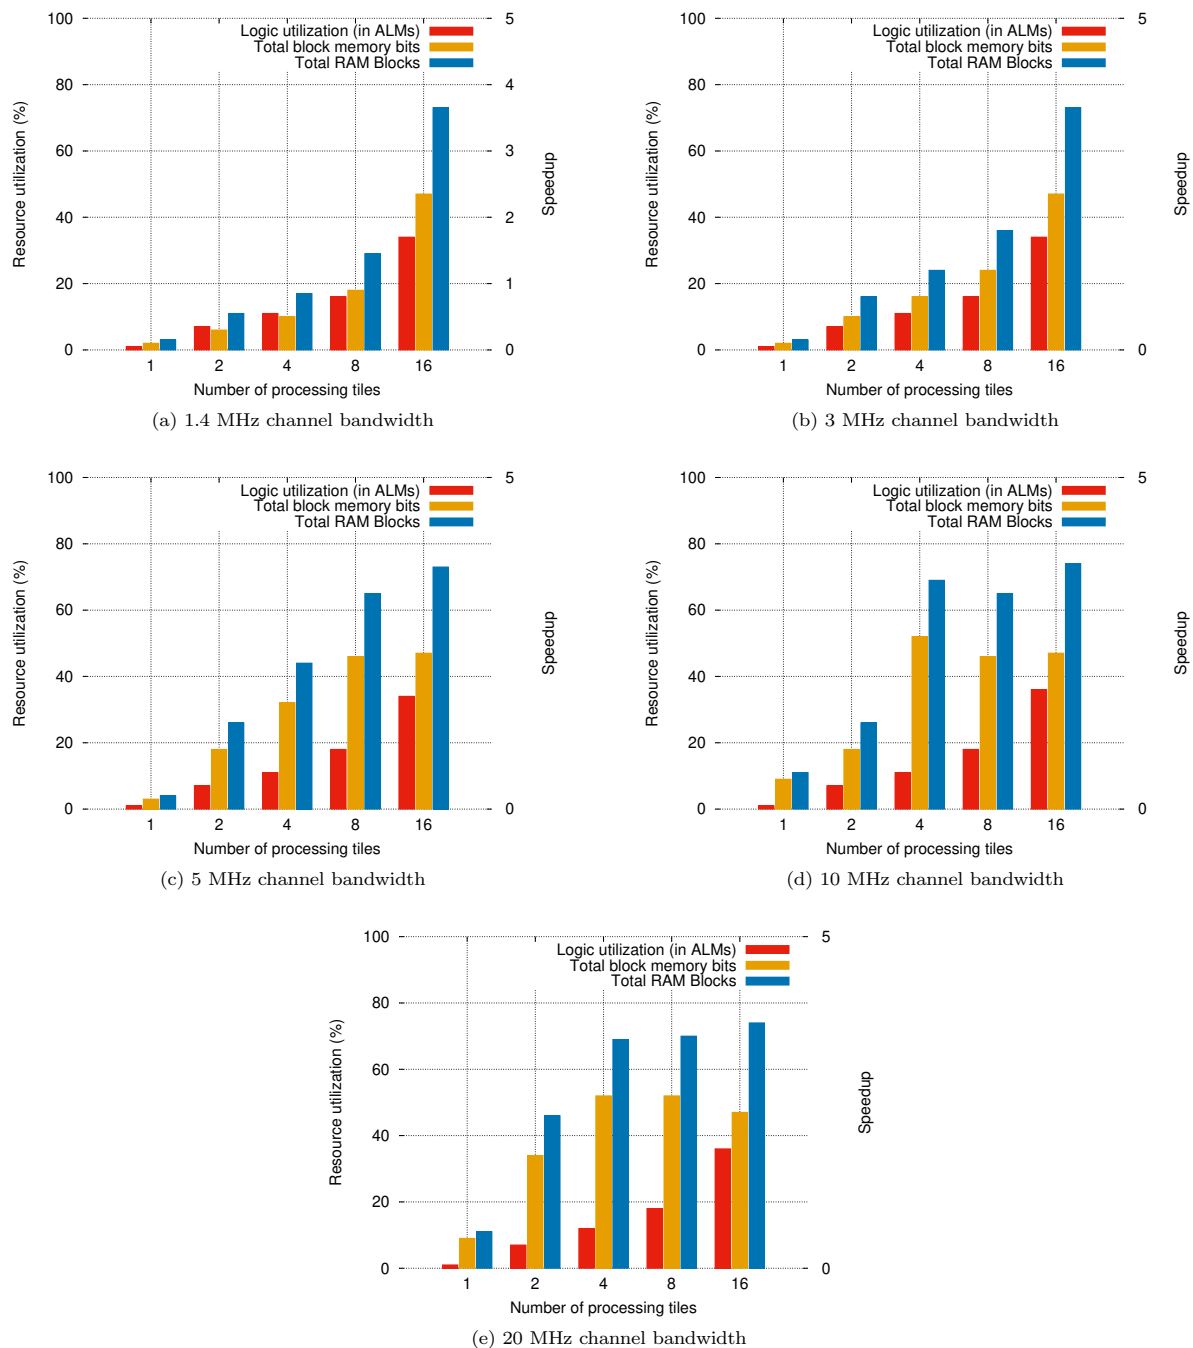 100
80
60
40
20
0
Resource utilization (%)
Logic utilization (in ALMs)
Total block memory bits
Total RAM Blocks
5
4
3
2
1
0
Speedup
1 2 4 8 16
Number of processing tiles
(a) 1.4 MHz channel bandwidth
100
80
60
40
20
0
Resource utilization (%)
Logic utilization (in ALMs)
Total block memory bits
Total RAM Blocks
5
0
Speedup
1 2 4 8 16
Number of processing tiles
(b) 3 MHz channel bandwidth
100
80
60
40
20
0
Resource utilization (%)
Logic utilization (in ALMs)
Total block memory bits
Total RAM Blocks
5
0
Speedup
1 2 4 8 16
Number of processing tiles
(c) 5 MHz channel bandwidth
100
80
60
40
20
0
Resource utilization (%)
Logic utilization (in ALMs)
Total block memory bits
Total RAM Blocks
5
0
Speedup
1 2 4 8 16
Number of processing tiles
(d) 10 MHz channel bandwidth
100
80
60
40
20
0
Resource utilization (%)
Logic utilization (in ALMs)
Total block memory bits
Total RAM Blocks
5
0
Speedup
1 2 4 8 16
Number of processing tiles
(e) 20 MHz channel bandwidth